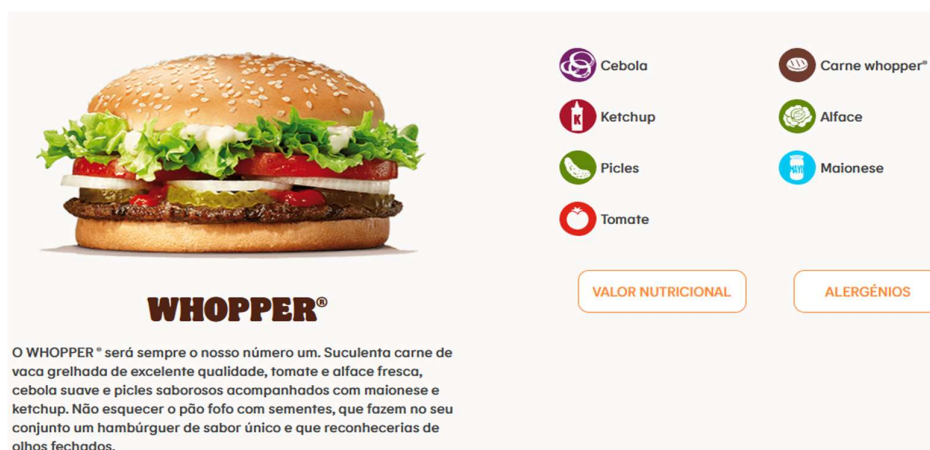 Cebola
Carne whopper®
K
Ketchup
Alface
Picles
MAYO
Maionese
Tomate
VALOR NUTRICIONAL
ALERGÉNIOS
WHOPPER®
O WHOPPER ® será sempre o nosso número um. Suculenta carne de
vaca grelhada de excelente qualidade, tomate e alface fresca,
cebola suave e picles saborosos acompanhados com maionese e
ketchup. Não esquecer o pão fofo com sementes, que fazem no seu
conjunto um hambúrguer de sabor único e que reconhecerias de
olhos fechados.